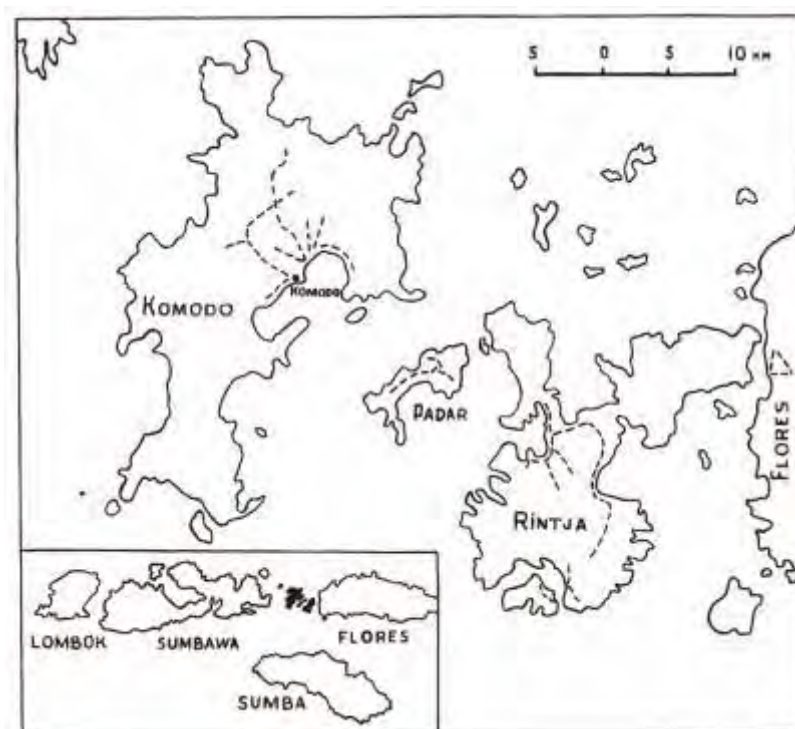 5 0 5 10 KM
KOMODO
KOMODO
PADAR
FLORES
RINTJA
LOMBOK
SUMBAWA
FLORES
SUMBA